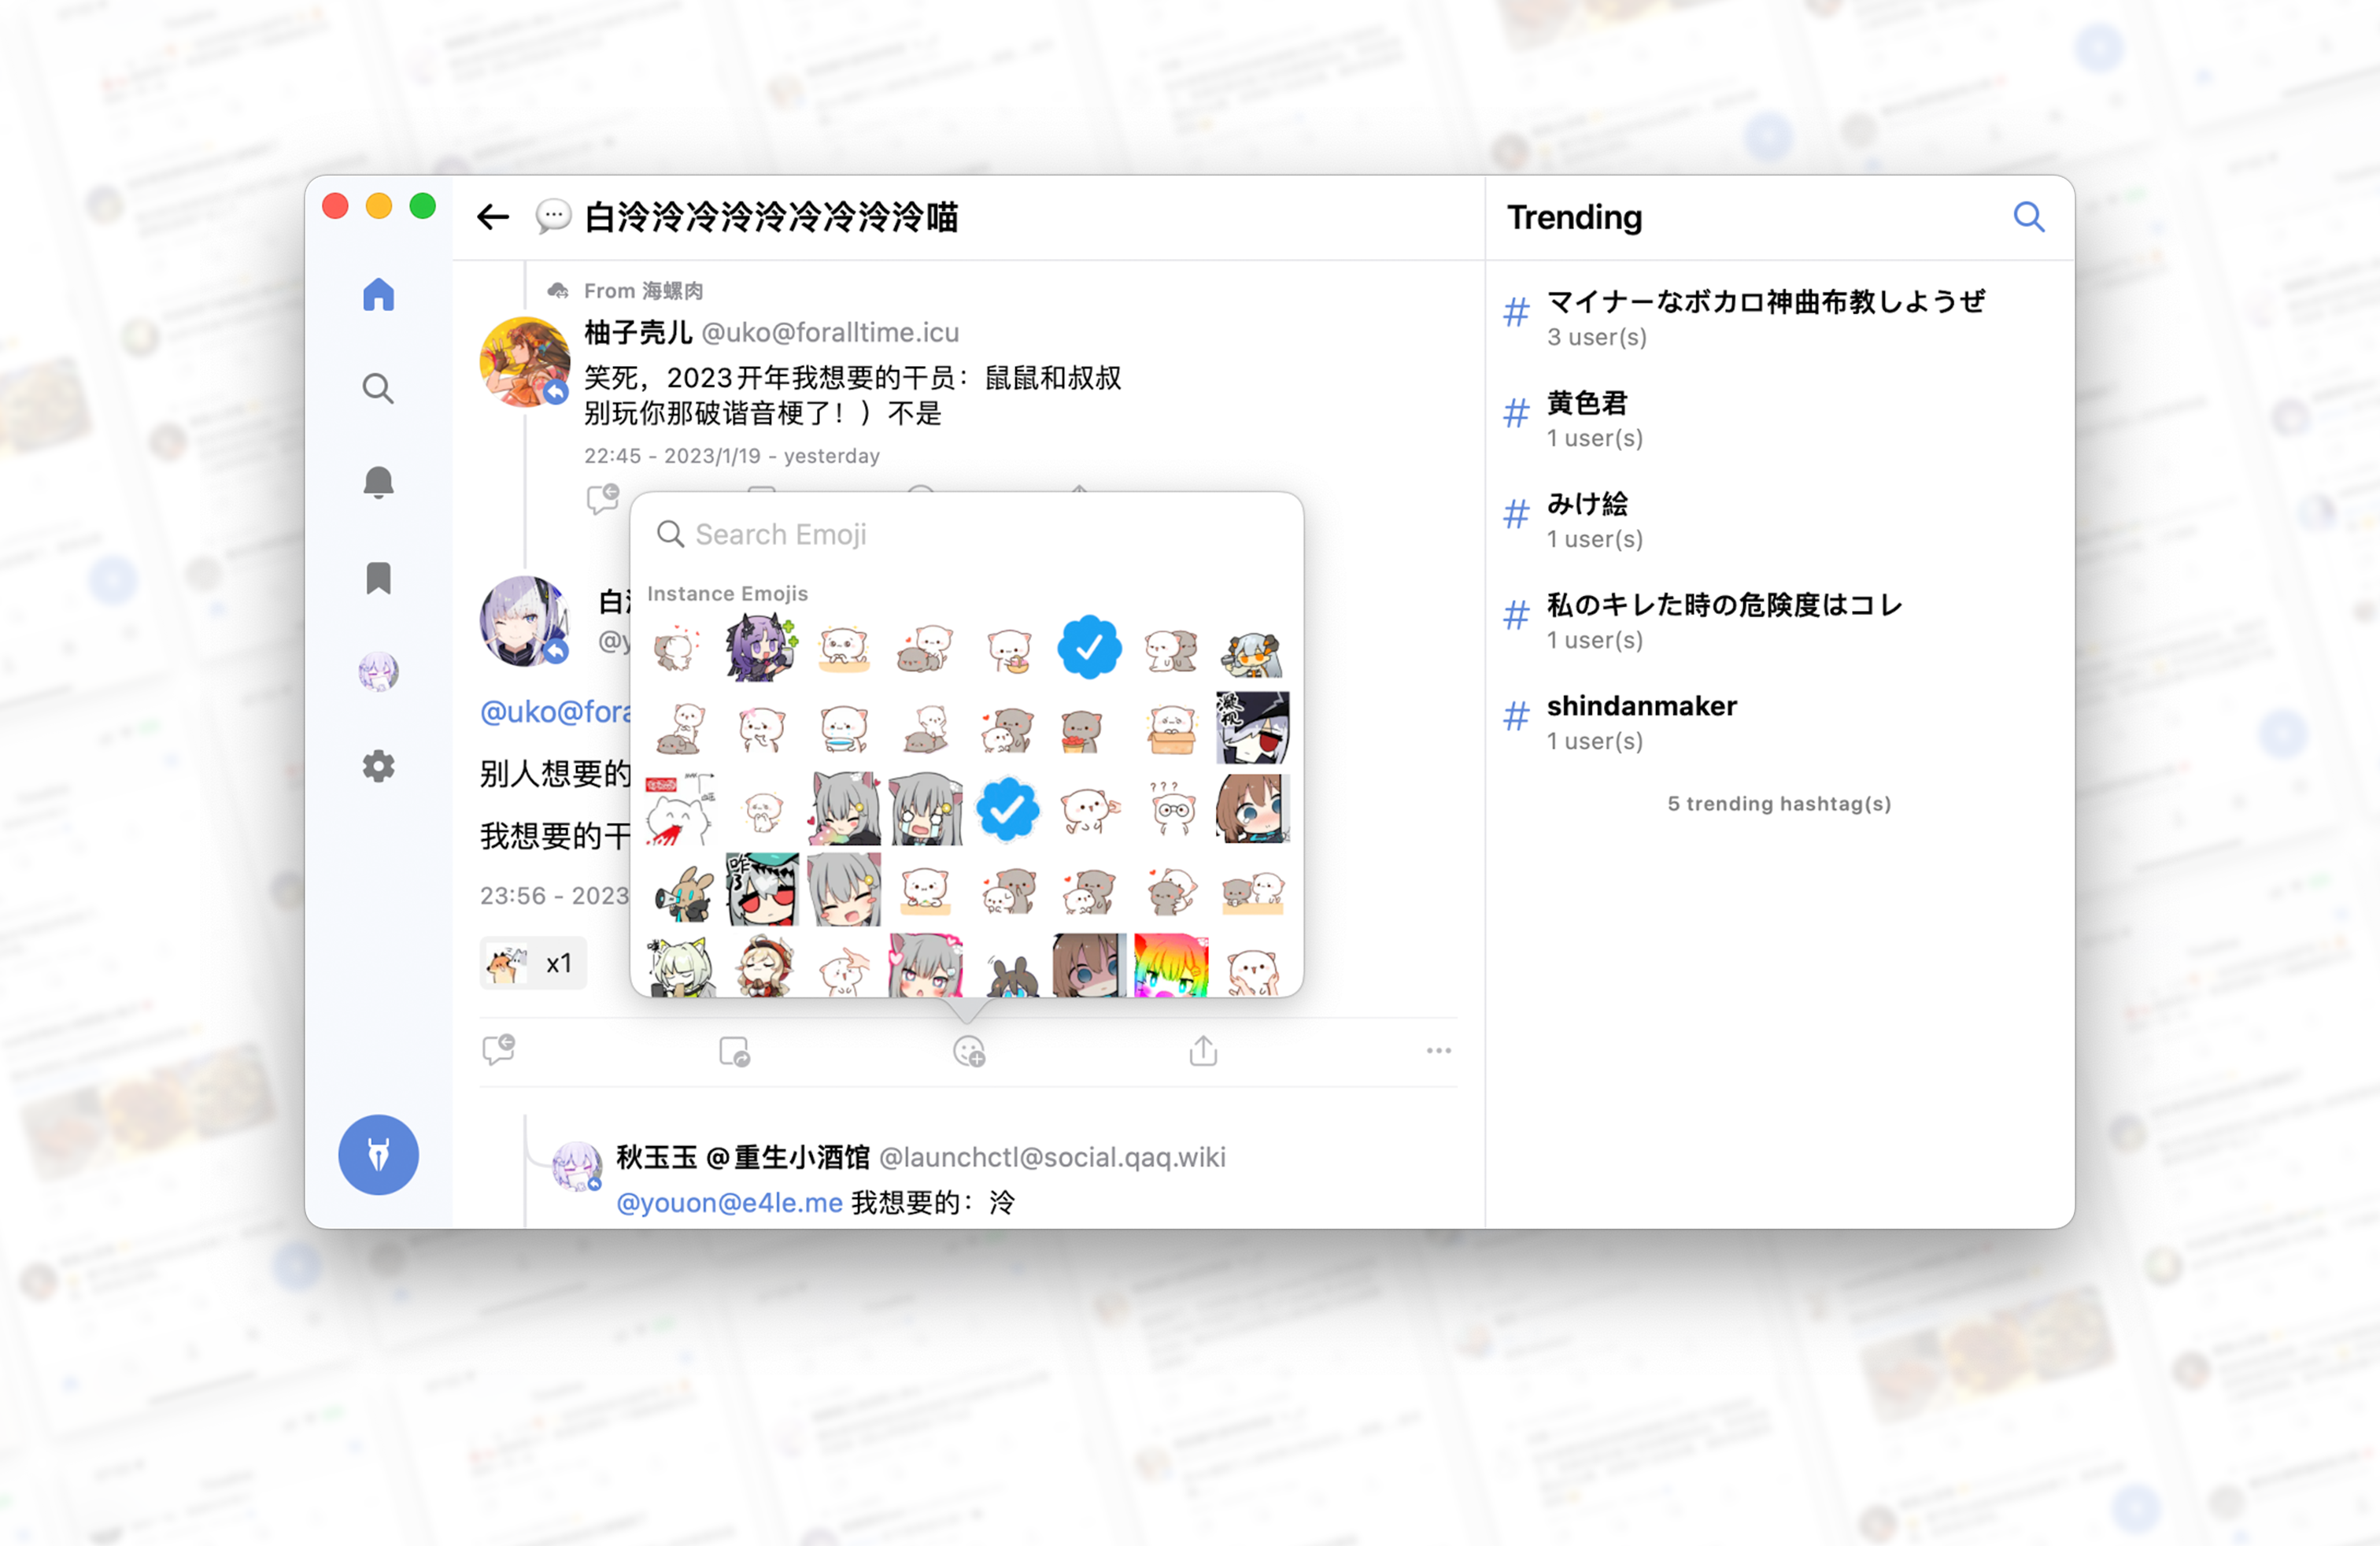 白泠泠冷泠泠冷冷泠泠喵
From 海螺肉
柚子壳儿 @uko@foralltime.icu
笑死，2023开年我想要的干员：鼠鼠和叔叔
别玩你那破谐音梗了！）不是
22:45 - 2023/1/19 - yesterday
@uko@fora
别人想要的
我想要的干
23:56 - 2023
x1
Search Emoji
Instance Emojis
凝视
咋了
秋玉玉 @重生小酒馆 @launchctl@social.qaq.wiki
@youon@e4le.me 我想要的：泠
Trending
# マイナーなボカロ神曲布教しようぜ
3 user(s)
# 黄色君
1 user(s)
# みけ絵
1 user(s)
# 私のキレた時の危険度はコレ
1 user(s)
# shindanmaker
1 user(s)
5 trending hashtag(s)